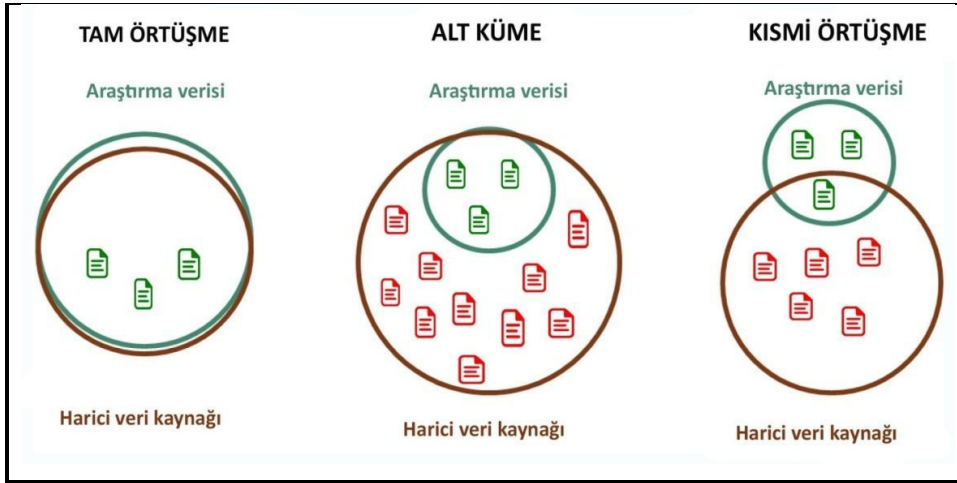 TAM ÖRTÜŞME
Araştırma verisi
Harici veri kaynağı
ALT KÜME
Araştırma verisi
Harici veri kaynağı
KISMİ ÖRTÜŞME
Araştırma verisi
Harici veri kaynağı